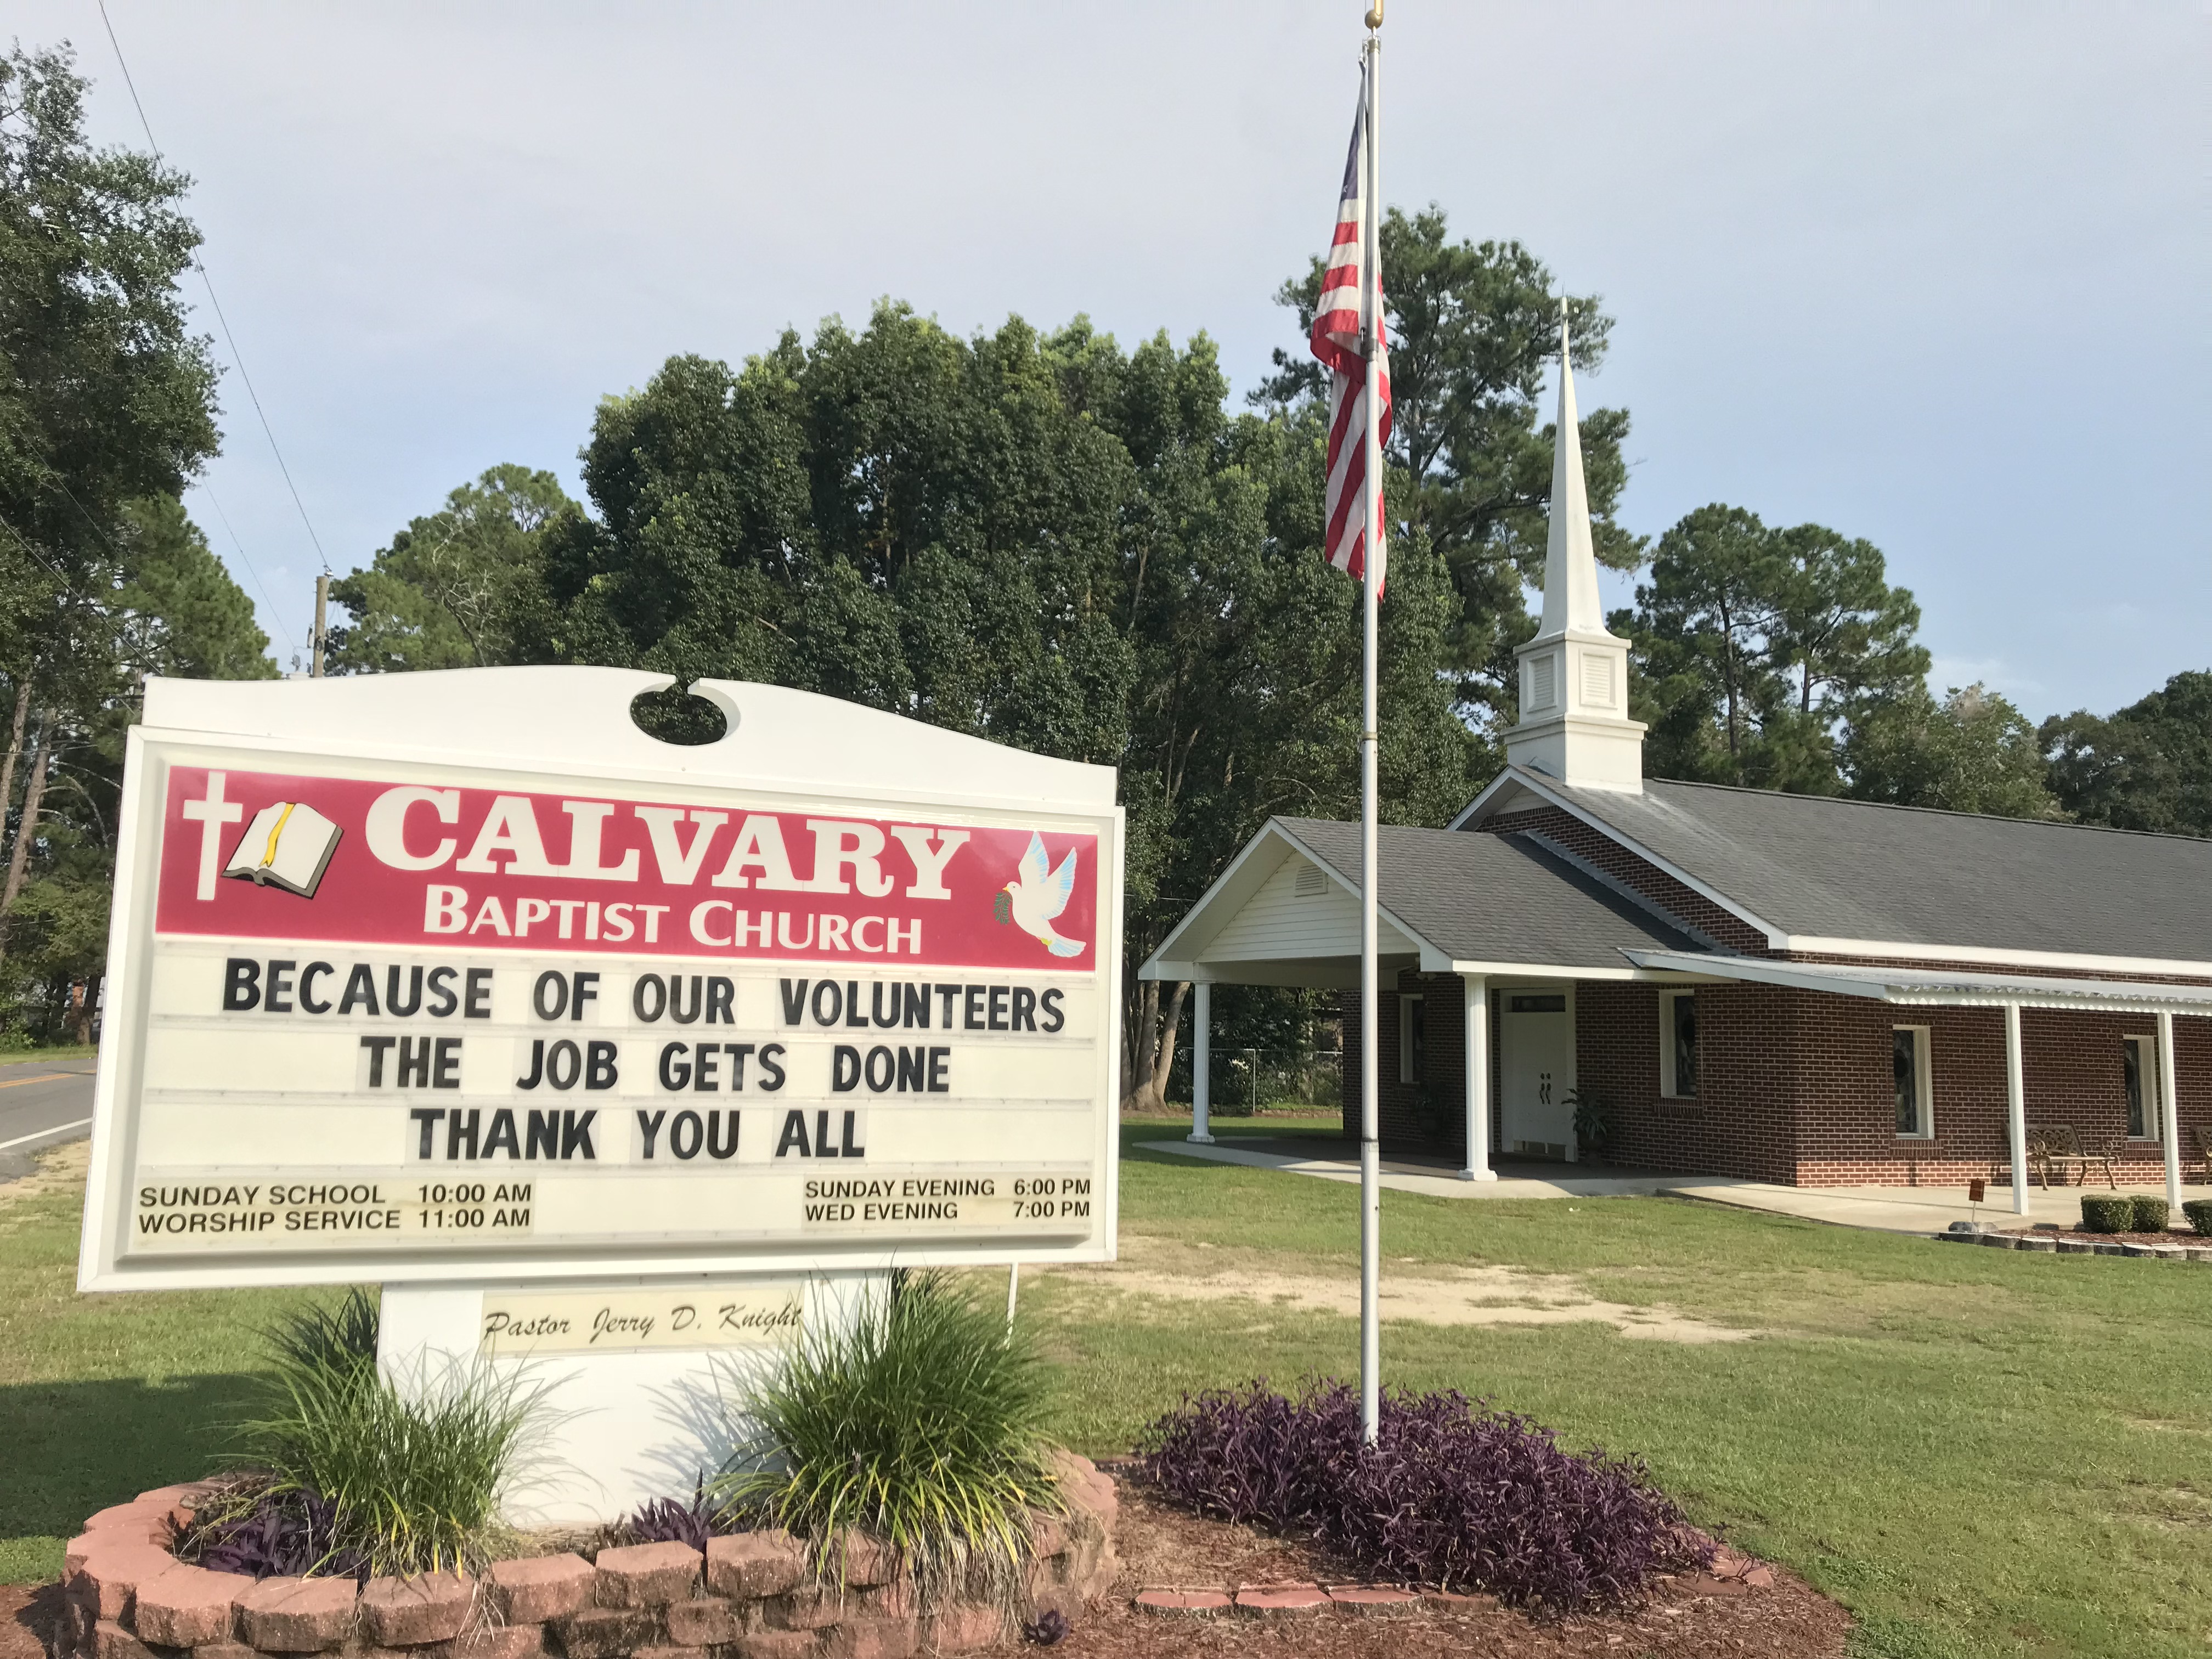 CALVARY
BAPTIST CHURCH
BECAUSE OF OUR VOLUNTEERS
THE JOB GETS DONE
THANK YOU ALL
SUNDAY SCHOOL 10:00 AM
WORSHIP SERVICE 11:00 AM
SUNDAY EVENING 6:00 PM
WED EVENING 7:00 PM
Pastor Jerry D. Knight